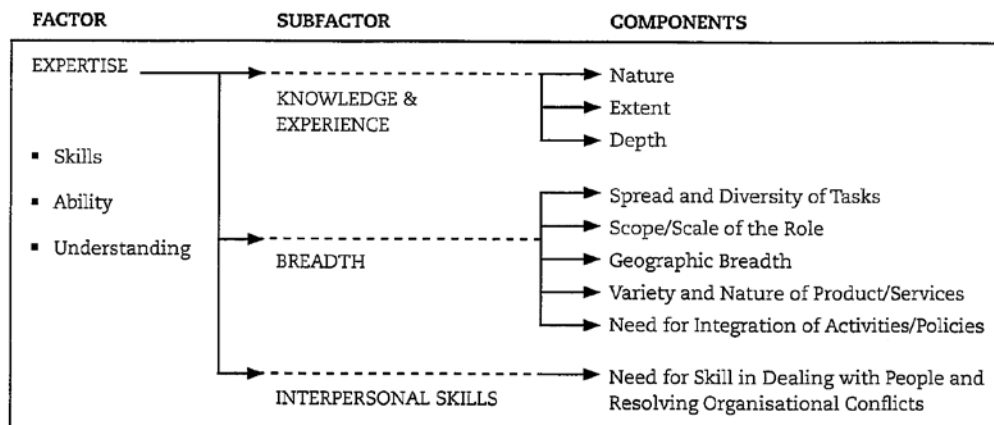 FACTOR SUBFACTOR COMPONENTS
EXPERTISE
▪ Skills
▪ Ability
▪ Understanding
KNOWLEDGE &
EXPERIENCE
Nature
Extent
Depth
BREADTH
Spread and Diversity of Tasks
Scope/Scale of the Role
Geographic Breadth
Variety and Nature of Product/Services
Need for Integration of Activities/Policies
INTERPERSONAL SKILLS
Need for Skill in Dealing with People and
Resolving Organisational Conflicts